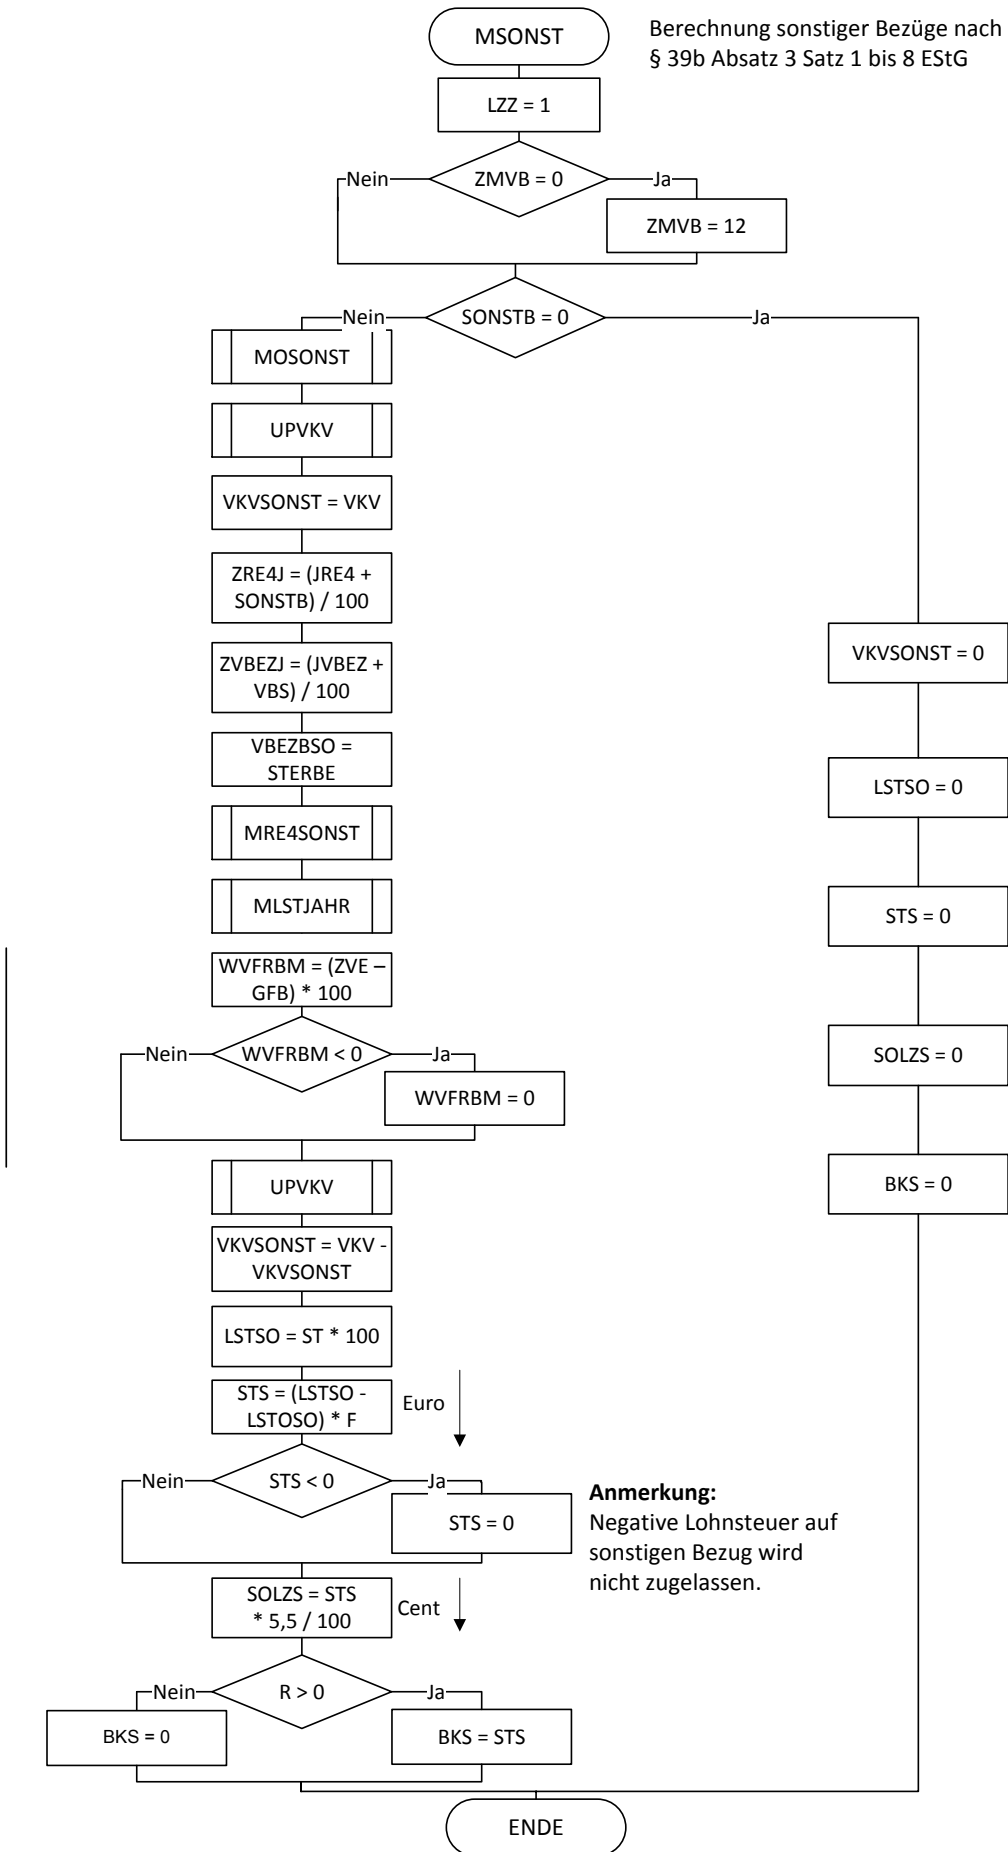 MSONST
Berechnung sonstiger Bezüge nach
§ 39b Absatz 3 Satz 1 bis 8 EStG
LZZ = 1
Nein
ZMVB = 0
Ja
ZMVB = 12
Nein
SONSTB = 0
Ja
MOSONST
UPVKV
VKVSONST = VKV
ZRE4J = (JRE4 +
SONSTB) / 100
ZVBEZJ = (JVBEZ +
VBS) / 100
VBEZBSO =
STERBE
MRE4SONST
MLSTJAHR
WVFRBM = (ZVE –
GFB) * 100
Nein
WVFRBM < 0
Ja
WVFRBM = 0
UPVKV
VKVSONST = VKV -
VKVSONST
LSTSO = ST * 100
STS = (LSTSO -
LSTOSO) * F
Euro
Nein
STS < 0
Ja
STS = 0
Anmerkung:
Negative Lohnsteuer auf
sonstigen Bezug wird
nicht zugelassen.
SOLZS = STS
* 5,5 / 100
Cent
Nein
R > 0
Ja
BKS = 0
BKS = STS
VKVSONST = 0
LSTSO = 0
STS = 0
SOLZS = 0
BKS = 0
ENDE